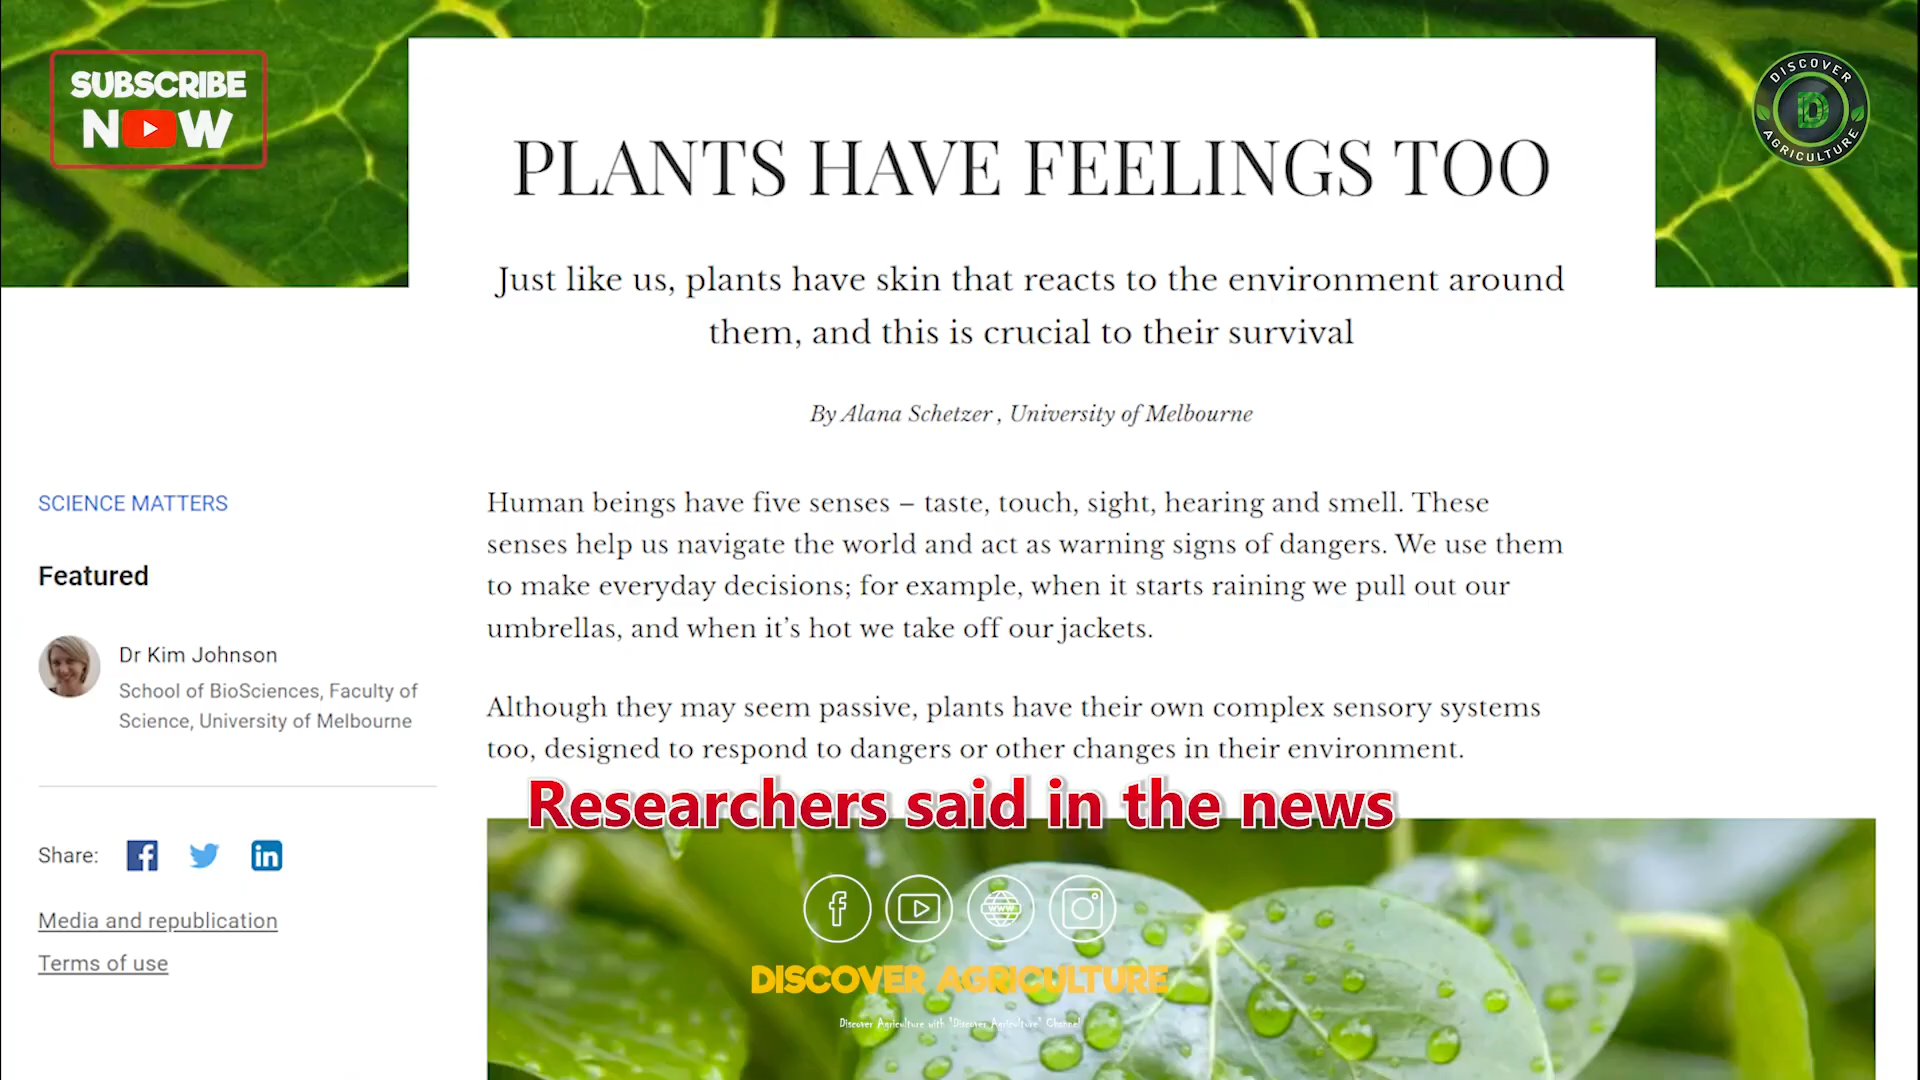 SUBSCRIBE
NOW
DISCOVER
D
AGRICULTURE
PLANTS HAVE FEELINGS TOO
Just like us, plants have skin that reacts to the environment around
them, and this is crucial to their survival
By Alana Schetzer , University of Melbourne
SCIENCE MATTERS
Featured
Dr Kim Johnson
School of BioSciences, Faculty of
Science, University of Melbourne
Share:
Media and republication
Terms of use
Human beings have five senses – taste, touch, sight, hearing and smell. These
senses help us navigate the world and act as warning signs of dangers. We use them
to make everyday decisions; for example, when it starts raining we pull out our
umbrellas, and when it’s hot we take off our jackets.
Although they may seem passive, plants have their own complex sensory systems
too, designed to respond to dangers or other changes in their environment.
Researchers said in the news
www
DISCOVER AGRICULTURE
Discover Agriculture with "Discover Agriculture" Channel